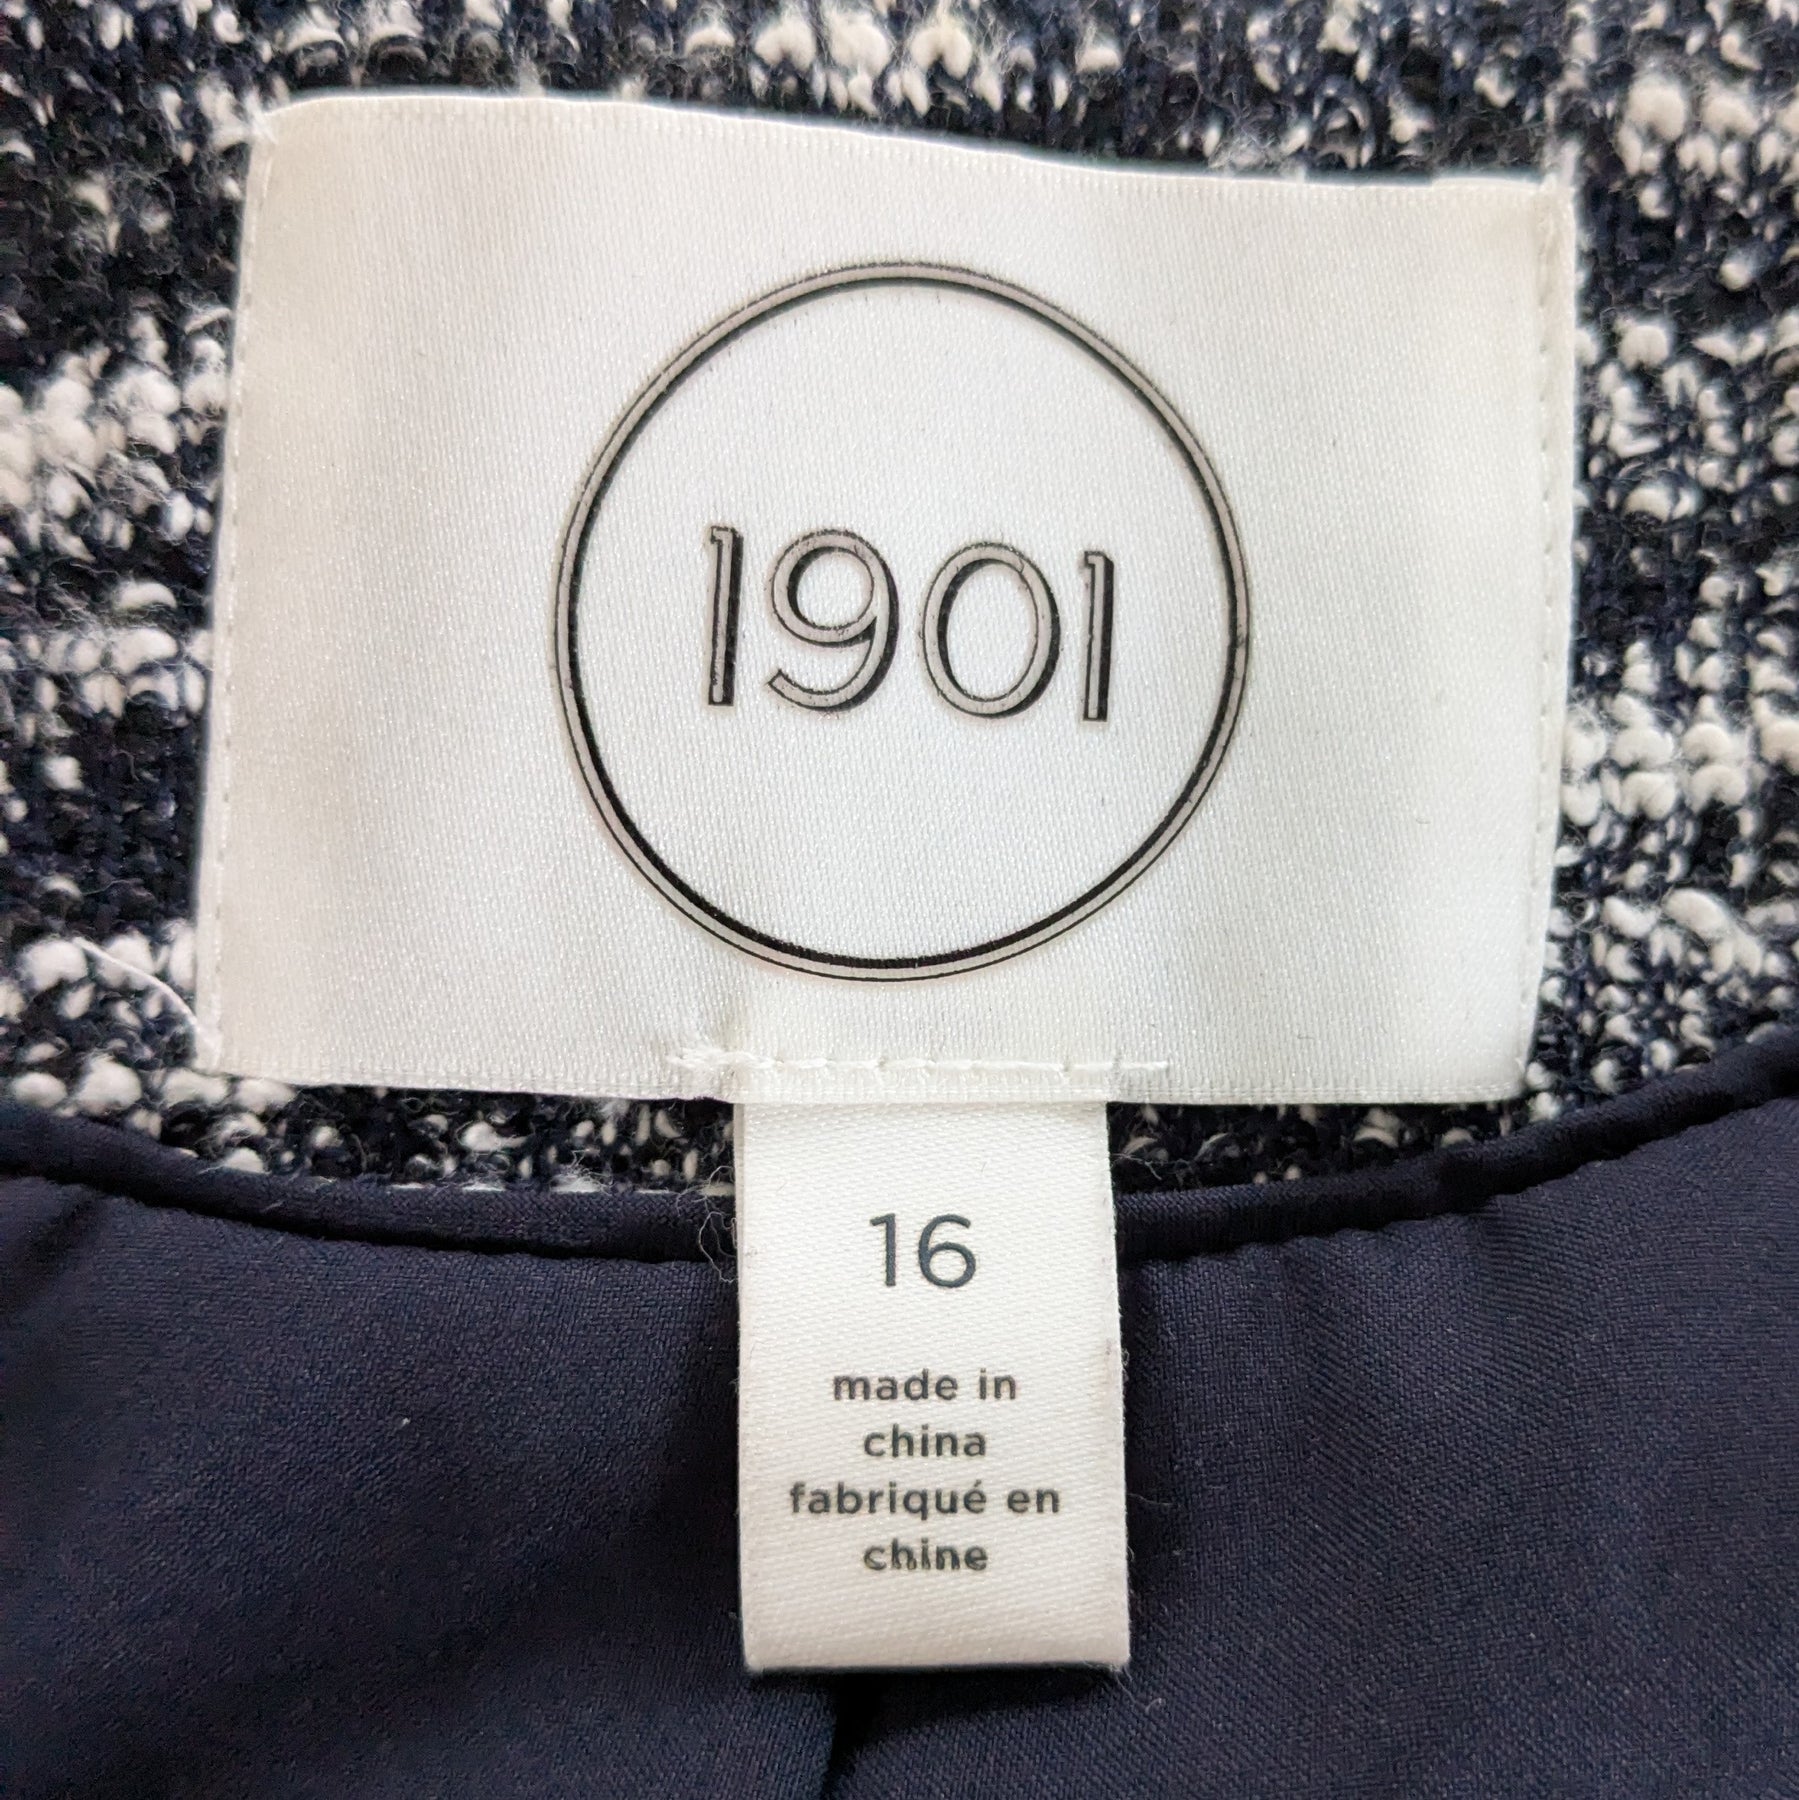 1901
16
made in
china
fabriqué en
chine